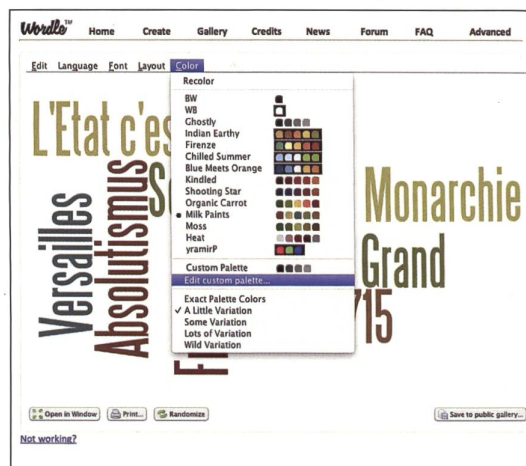 Wordle™ Home Create Gallery Credits News Forum FAQ Advanced
Edit Language Font Layout Color
Recolor
BW
WB
Ghostly
Indian Earthy
Firenze
Chilled Summer
Blue Meets Orange
Kindled
Shooting Star
Organic Carrot
Milk Paints
Moss
Heat
yramirP
Custom Palette
Edit custom palette...
Exact Palette Colors
✓ A Little Variation
Some Variation
Lots of Variation
Wild Variation
L'Etat c'es
Versailles
Absolutismus
Monarchie
Grand
715
Open in Window Print... Randomize Save to public gallery...
Not working?